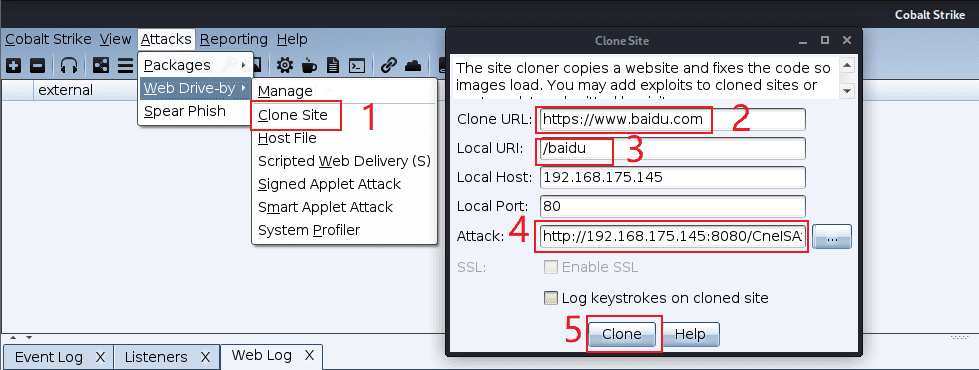 Cobalt Strike
Cobalt Strike View Attacks Reporting Help
external
Packages
Web Drive-by
Spear Phish
Manage
Clone Site
Host File
Scripted Web Delivery (S)
Signed Applet Attack
Smart Applet Attack
System Profiler
1
Clone Site
The site cloner copies a website and fixes the code so
images load. You may add exploits to cloned sites or
Clone URL: https://www.baidu.com 2
Local URI: /baidu 3
Local Host: 192.168.175.145
Local Port: 80
Attack: 4 http://192.168.175.145:8080/CneISA ...
SSL: Enable SSL
Log keystrokes on cloned site
5 Clone Help
Event Log X Listeners X Web Log X